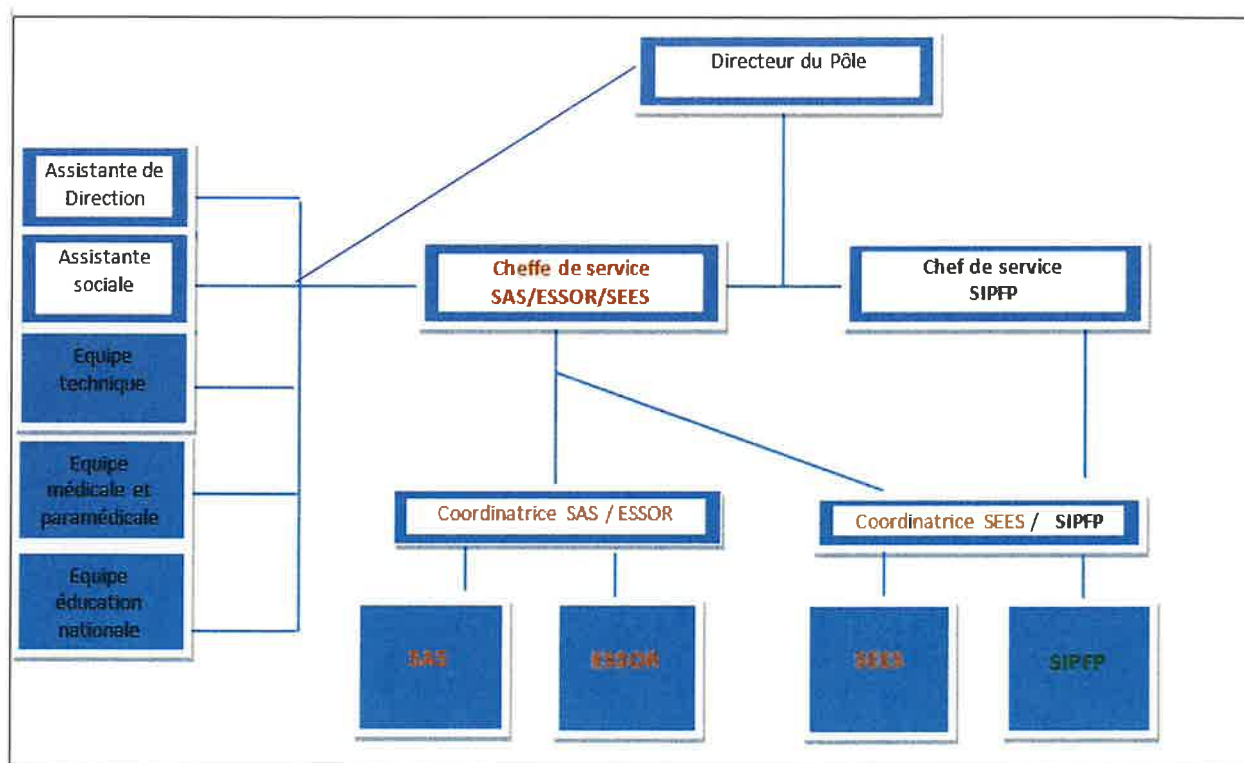 Directeur du Pôle
Assistante de
Direction
Assistante
sociale
Cheffe de service
SAS/ESSOR/SEES
Chef de service
SIPFP
Equipe
technique
Equipe
médicale et
paramédicale
Coordinatrice SAS / ESSOR
Coordinatrice SEES / SIPFP
Equipe
éducation
nationale
SAS
ESSOR
SEES
SIPFP